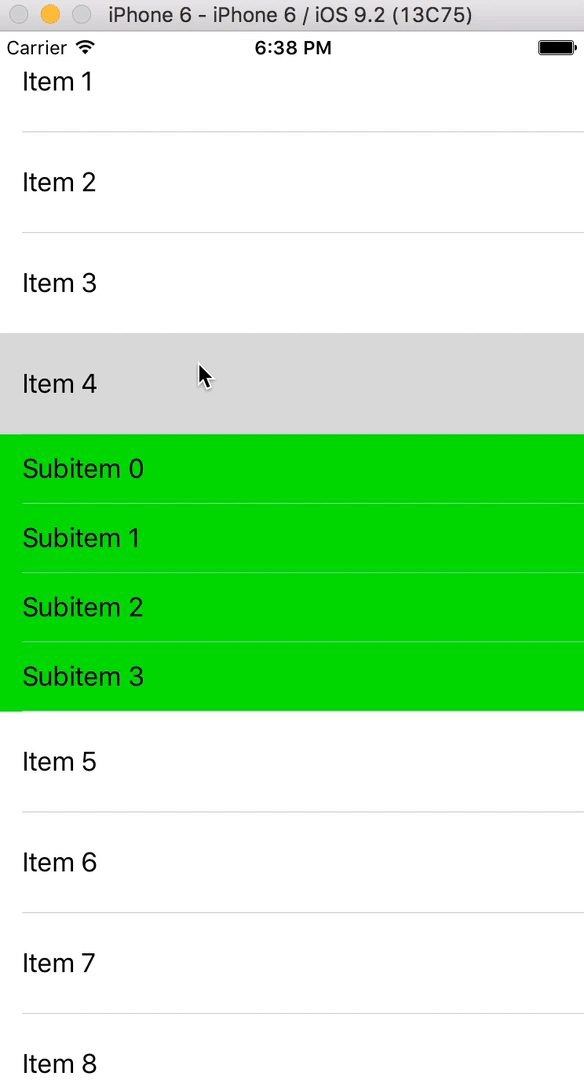 iPhone 6 - iPhone 6 / iOS 9.2 (13C75)
Carrier 6:38 PM
Item 1
Item 2
Item 3
Item 4
Subitem 0
Subitem 1
Subitem 2
Subitem 3
Item 5
Item 6
Item 7
Item 8